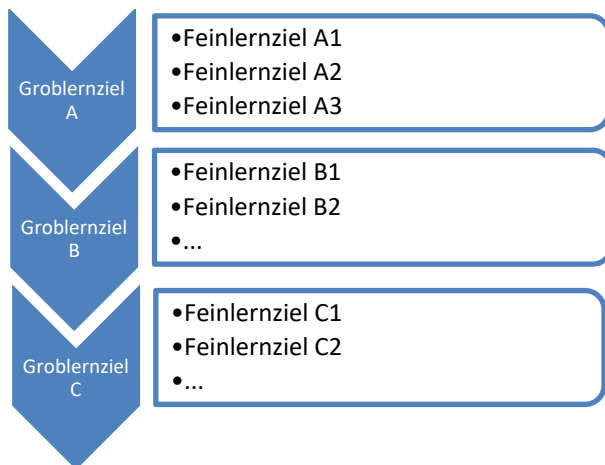 Groblernziel
A
•Feinlernziel A1
•Feinlernziel A2
•Feinlernziel A3
Groblernziel
B
•Feinlernziel B1
•Feinlernziel B2
•...
Groblernziel
C
•Feinlernziel C1
•Feinlernziel C2
•...